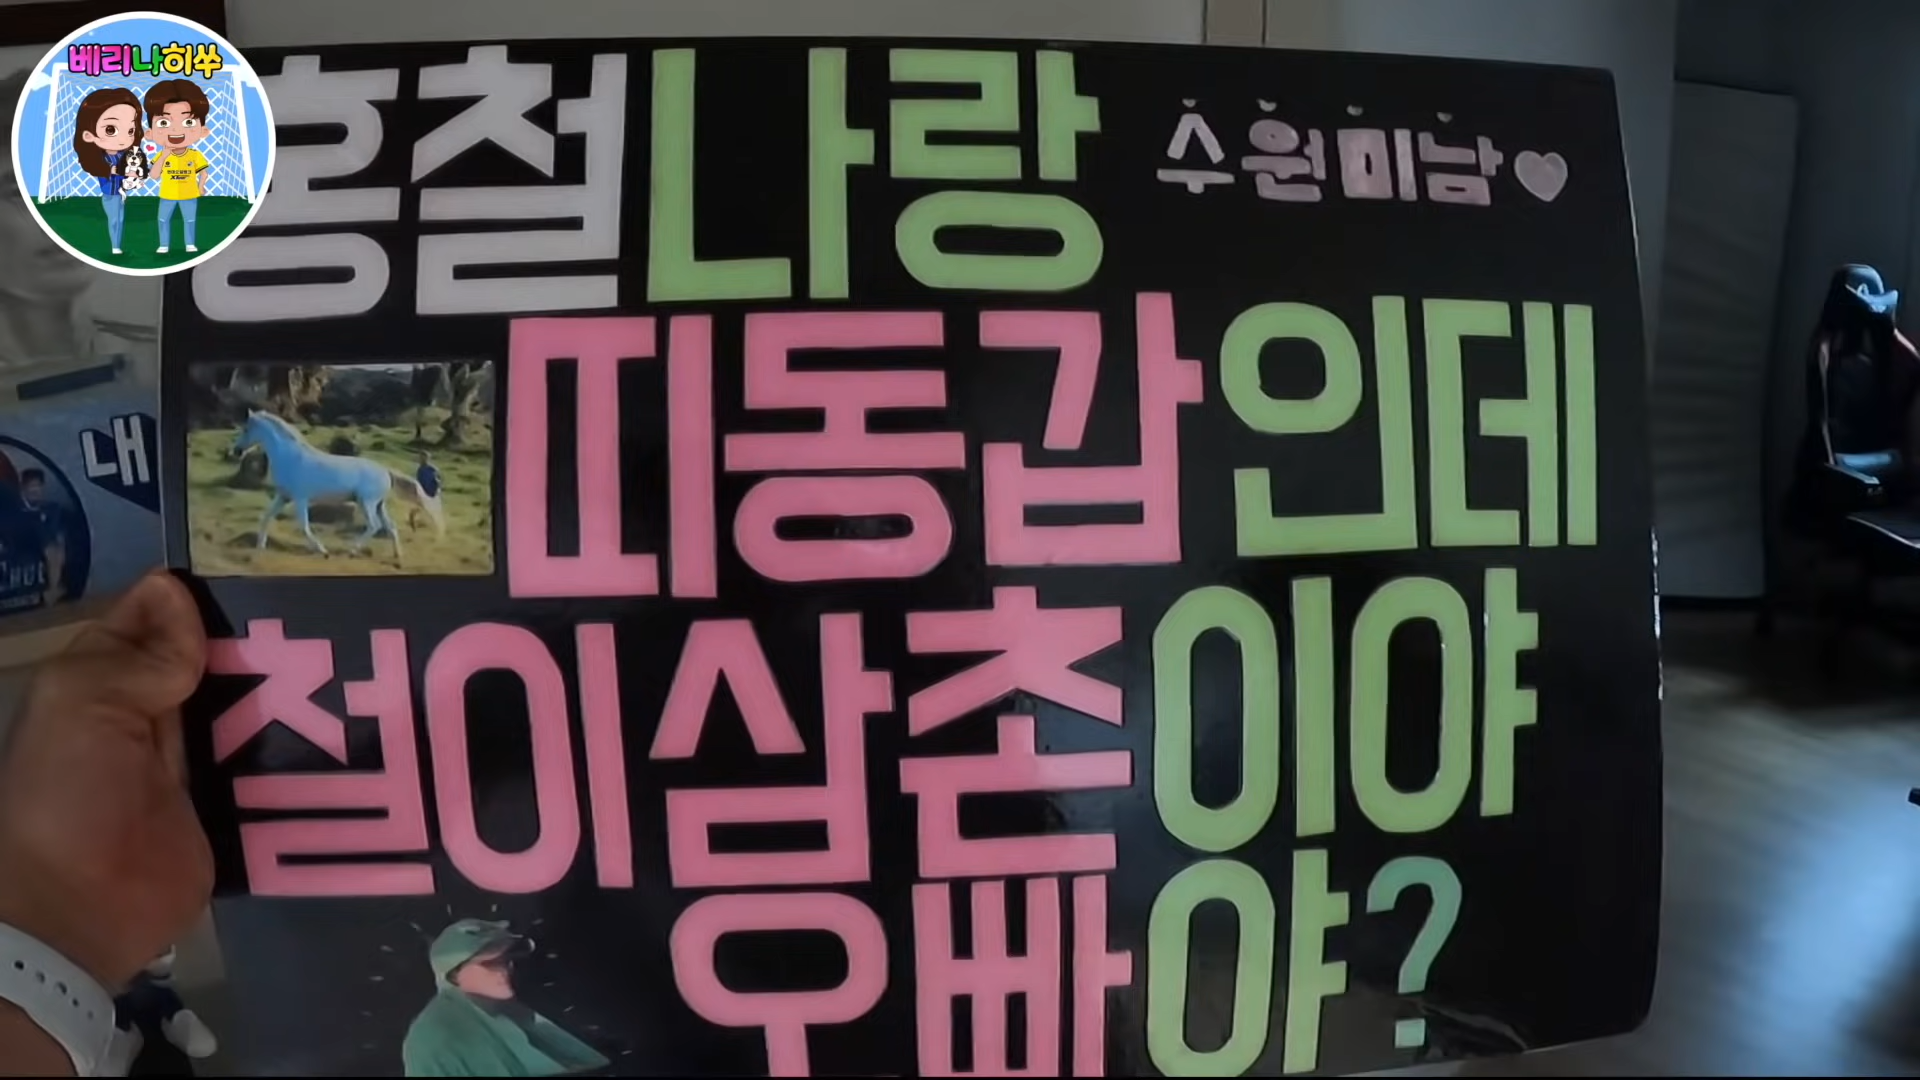 베리나히쑤
홍철나랑
수원미남♡
띠동갑인데
철이삼촌이야
오빠야?
내